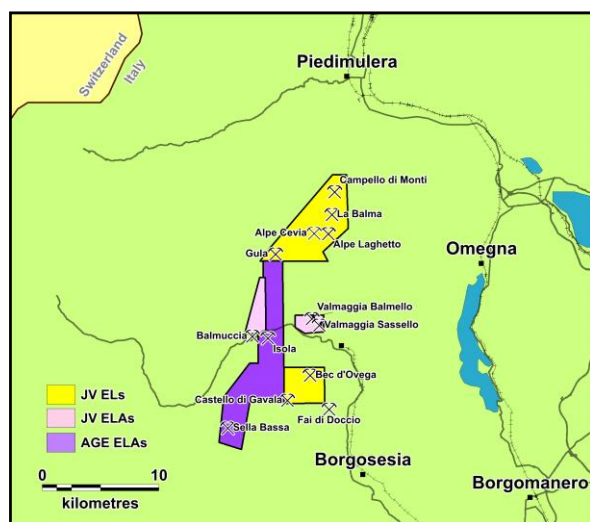 Switzerland
Italy
Piedimulera
Campello di Monti
La Balma
Alpe Cevia
Alpe Laghetto
Gula
Omegna
Valmaggia Balmello
Valmaggia Sassello
Balmuccia
Isola
Bec d'Ovega
Castello di Gavala
Fai di Doccio
Sella Bassa
Borgosesia
Borgomanero
JV ELs
JV ELAs
AGE ELAs
0 10
kilometres